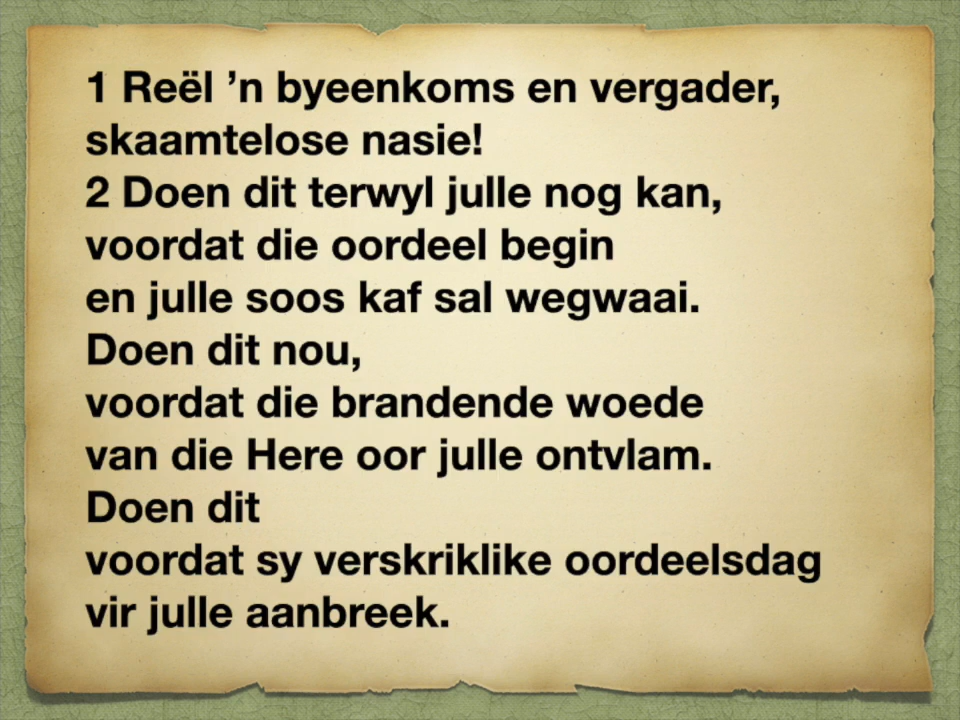 1 Reël ’n byeenkoms en vergader,
skaamtelose nasie!
2 Doen dit terwyl julle nog kan,
voordat die oordeel begin
en julle soos kaf sal wegwaai.
Doen dit nou,
voordat die brandende woede
van die Here oor julle ontvlam.
Doen dit
voordat sy verskriklike oordeelsdag
vir julle aanbreek.